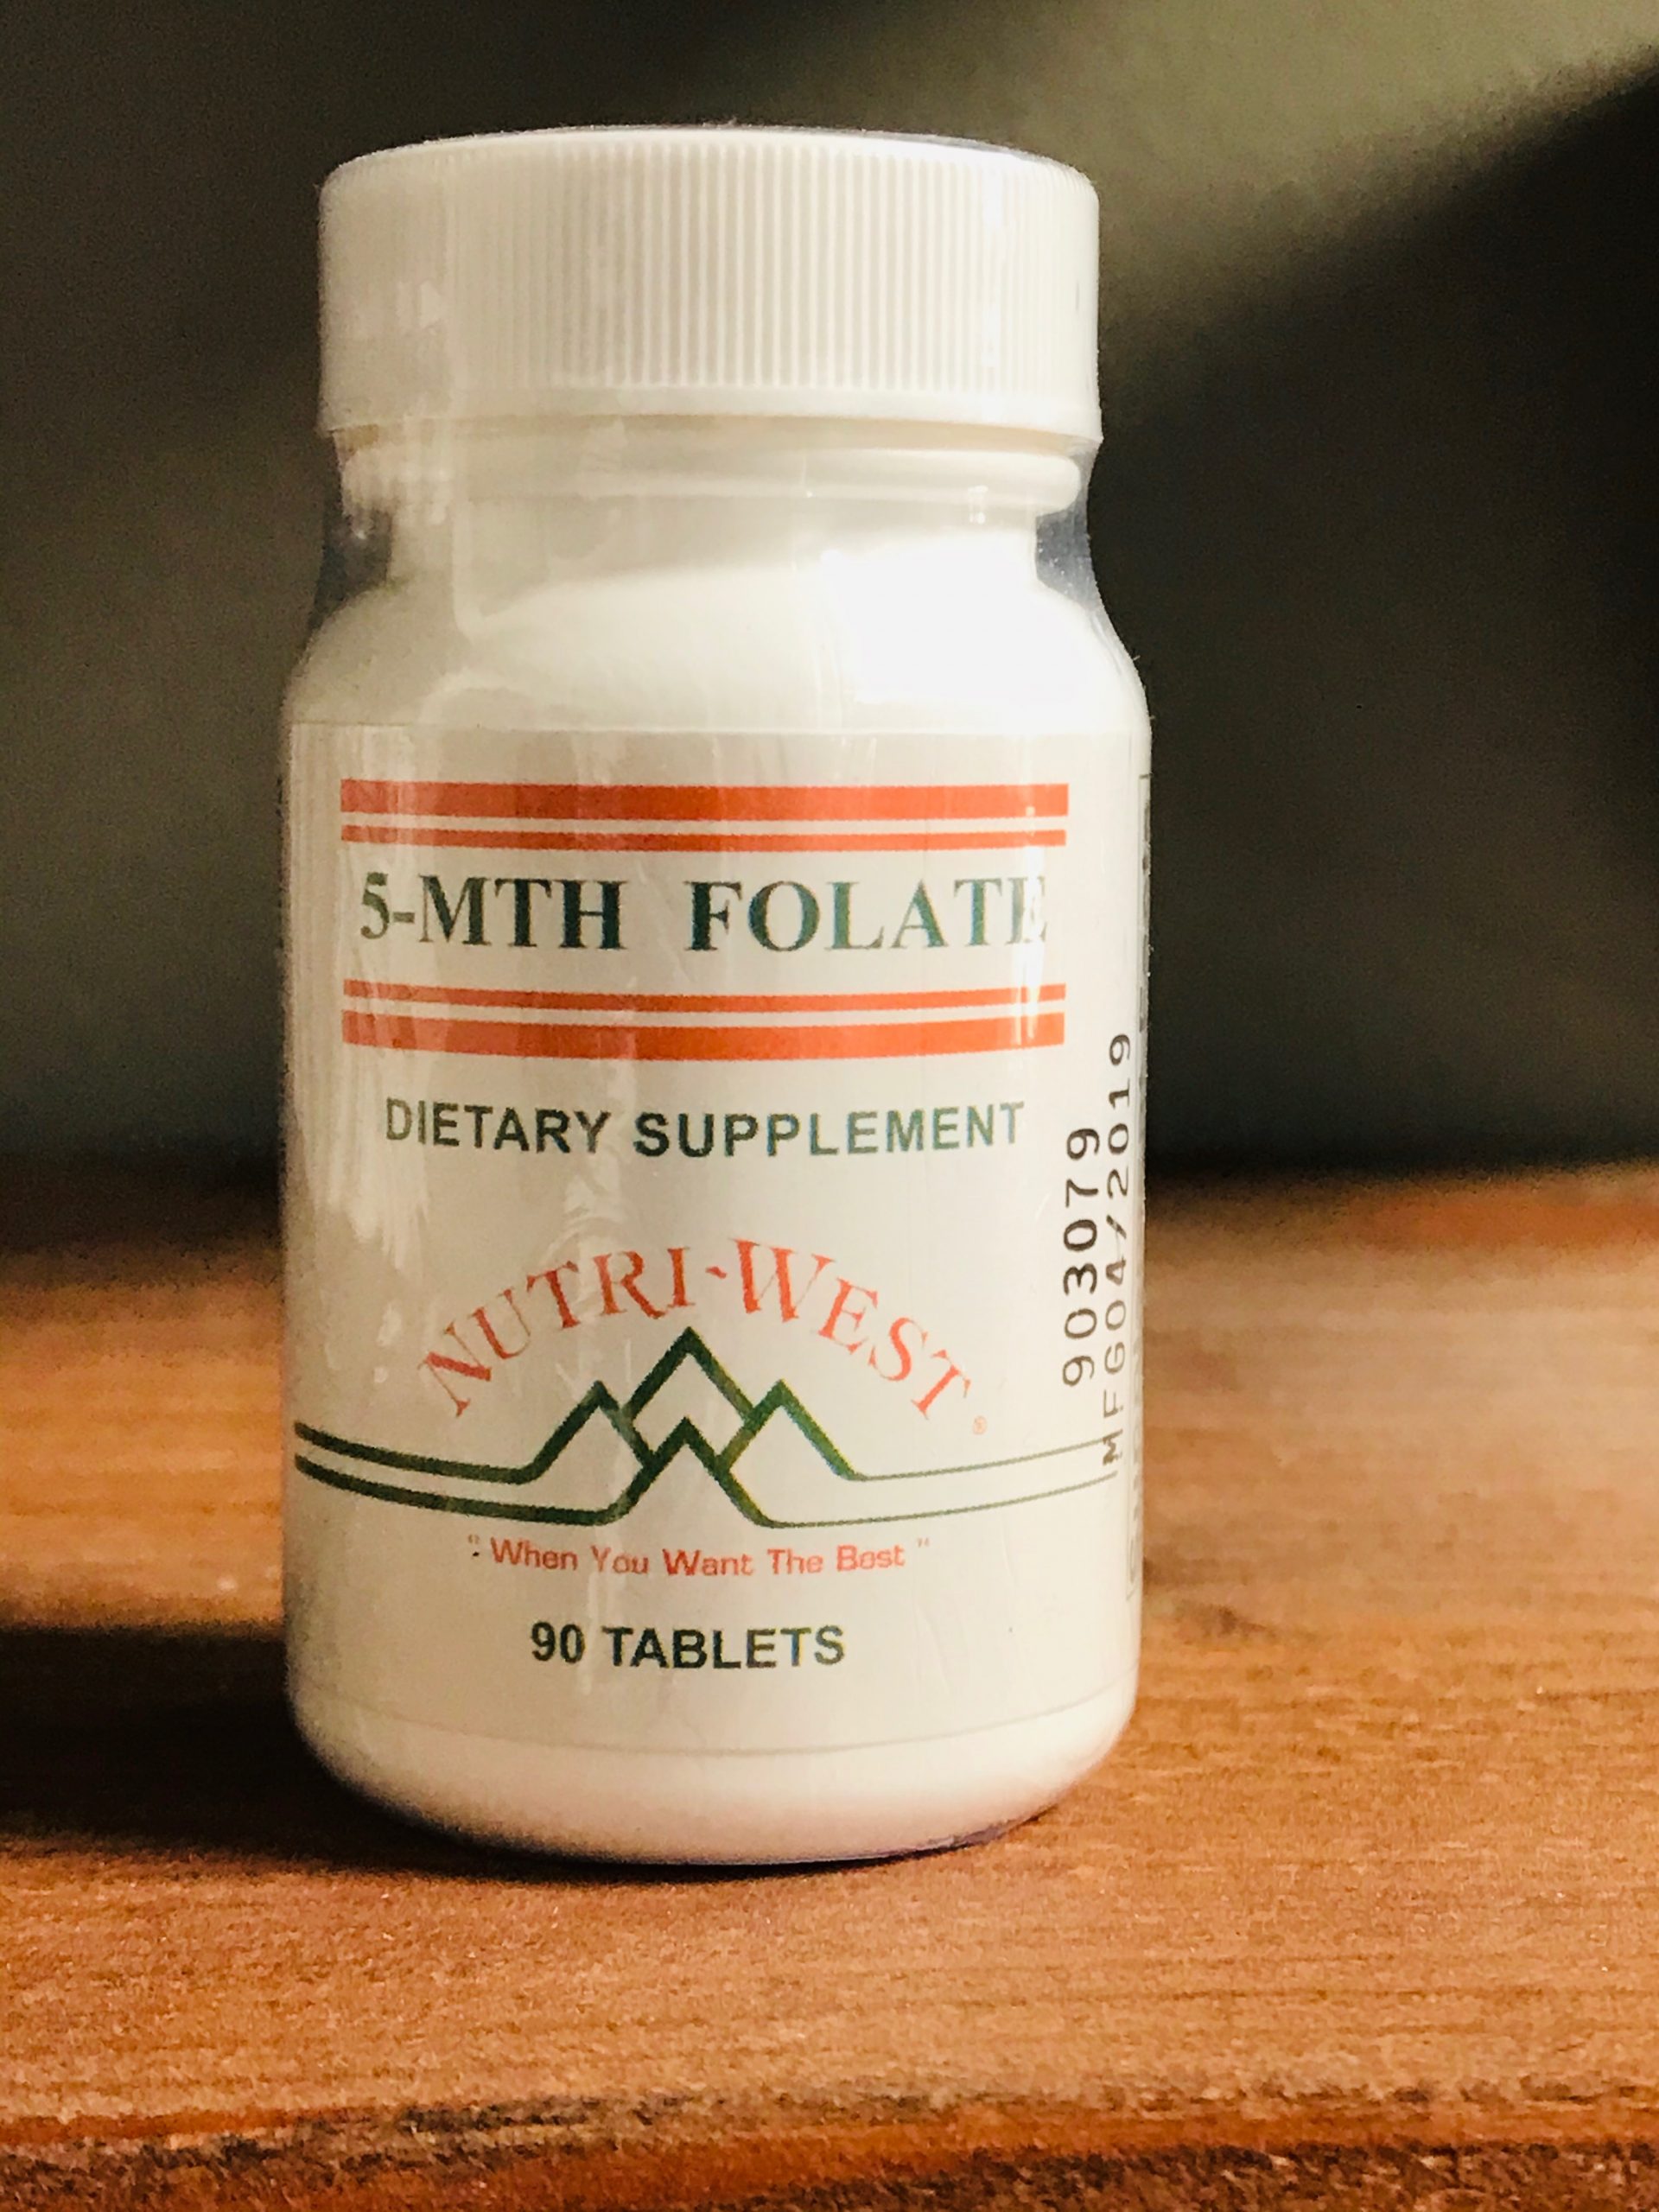 5-MTH FOLATE
DIETARY SUPPLEMENT
NUTRI-WEST®
"When You Want The Best"
90 TABLETS
903079
MFG04/2019